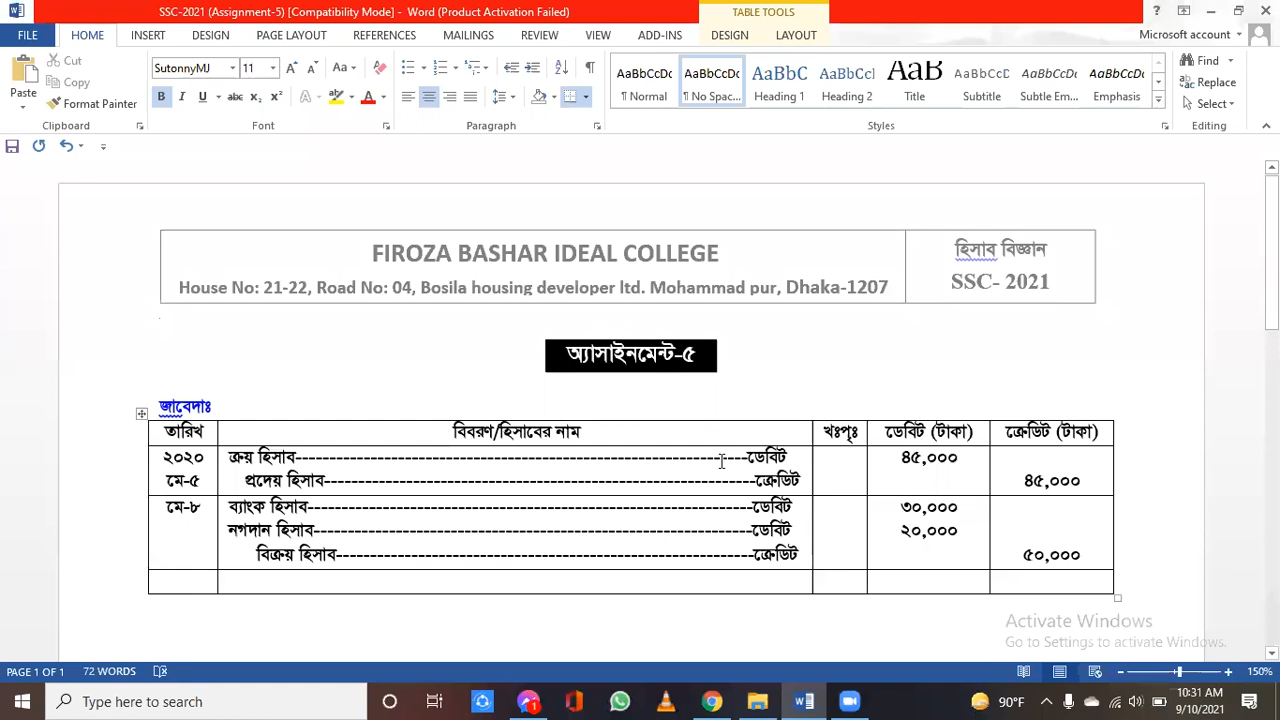 SSC-2021 (Assignment-5) [Compatibility Mode] - Word (Product Activation Failed)
TABLE TOOLS
FILE HOME INSERT DESIGN PAGE LAYOUT REFERENCES MAILINGS REVIEW VIEW ADD-INS DESIGN LAYOUT Microsoft account
Paste
Cut
Copy
Format Painter
Clipboard
SutonnyMJ 11
Font
Paragraph
AaBbCcDc AaBbCcDc AaBbC AaBbCcI AaB AaBbCcD AaBbCcDc AaBbCcDc
¶ Normal ¶ No Spac... Heading 1 Heading 2 Title Subtitle Subtle Em... Emphasis
Styles
Find
Replace
Select
Editing
FIROZA BASHAR IDEAL COLLEGE
House No: 21-22, Road No: 04, Bosila housing developer ltd. Mohammad pur, Dhaka-1207
হিসাব বিজ্ঞান
SSC- 2021
অ্যাসাইনমেন্ট-৫
জাবেদাঃ
তারিখ বিবরণ/হিসাবের নাম খঃপৃঃ ডেবিট (টাকা) ক্রেডিট (টাকা)
২০২০ ক্রয় হিসাব-----ডেবিট ৪৫,০০০
মে-৫ প্রদেয় হিসাব-----ক্রেডিট ৪৫,০০০
মে-৮ ব্যাংক হিসাব-----ডেবিট ৩০,০০০
নগদান হিসাব-----ডেবিট ২০,০০০
বিক্রয় হিসাব-----ক্রেডিট ৫০,০০০
Activate Windows
Go to Settings to activate Windows.
PAGE 1 OF 1 72 WORDS 150%
Type here to search
1
90°F
10:31 AM
9/10/2021